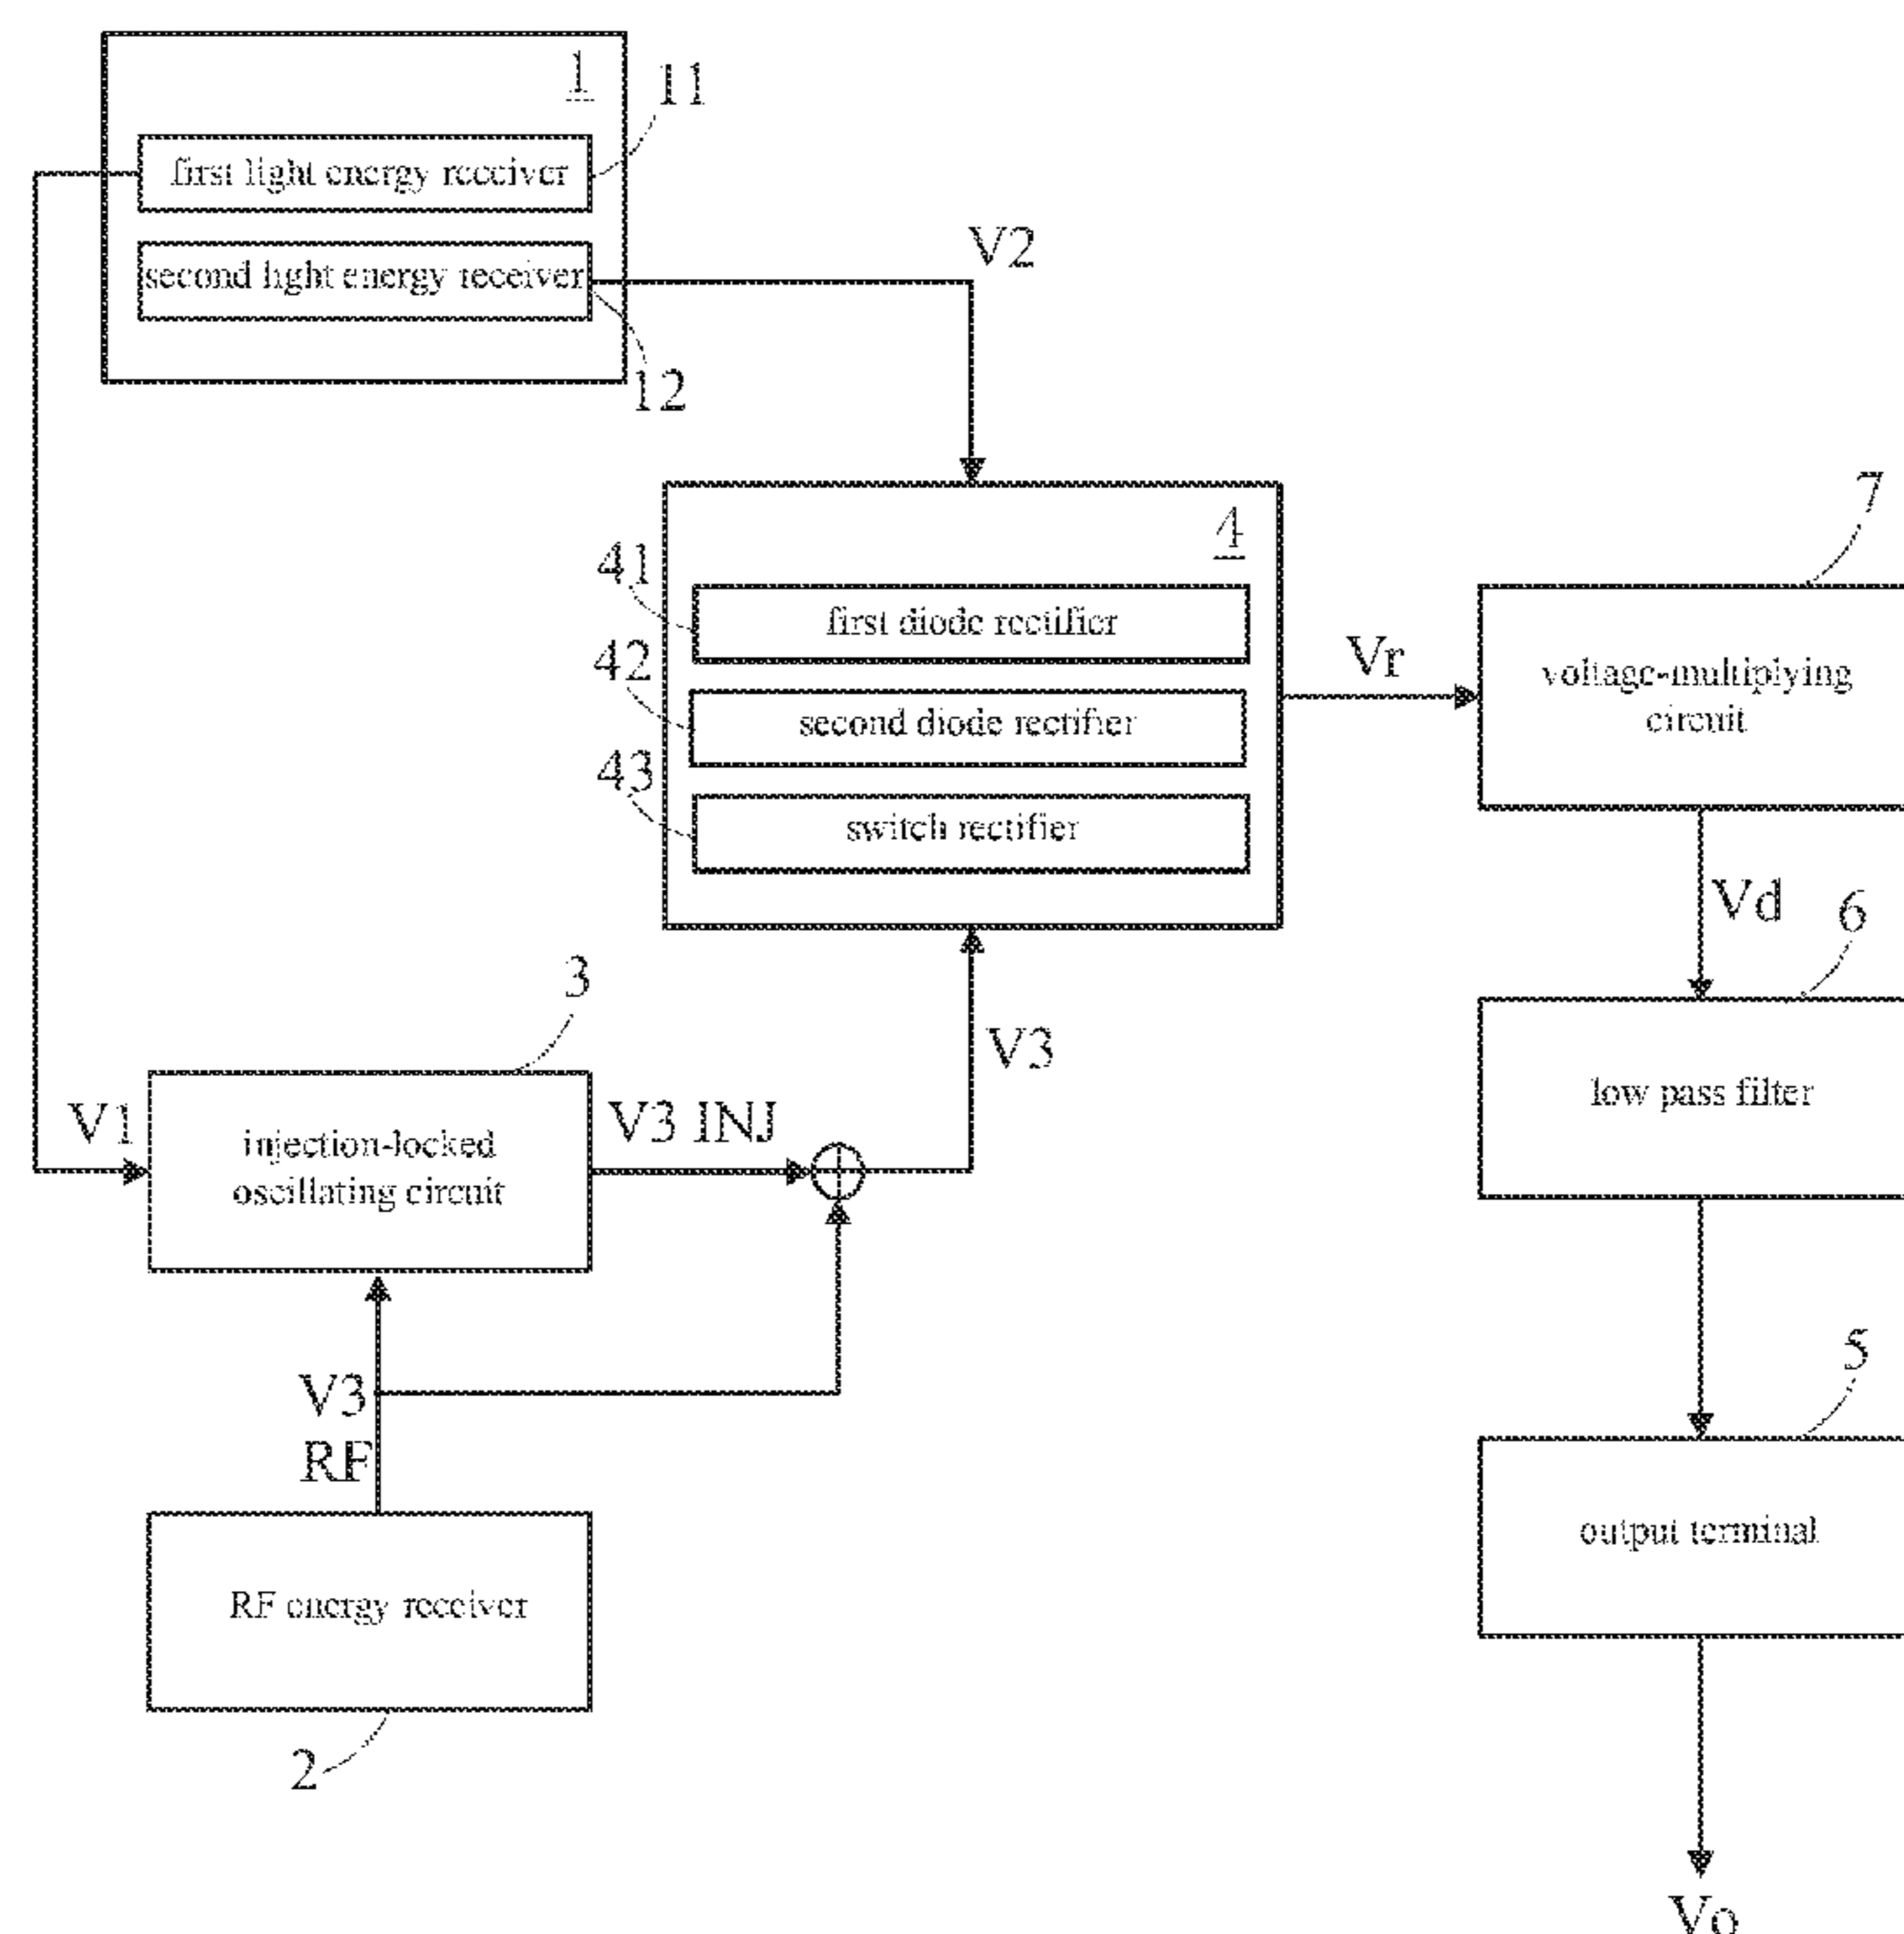 1
11
first light energy receiver
second light energy receiver
12
V2
4
41
first diode rectifier
42
second diode rectifier
43
switch rectifier
Vr
7
voltage-multiplying
circuit
Vd
6
low pass filter
3
V3
V1
injection-locked
oscillating circuit
V3 INJ
V3
RF
5
output terminal
RF energy receiver
2
Vo